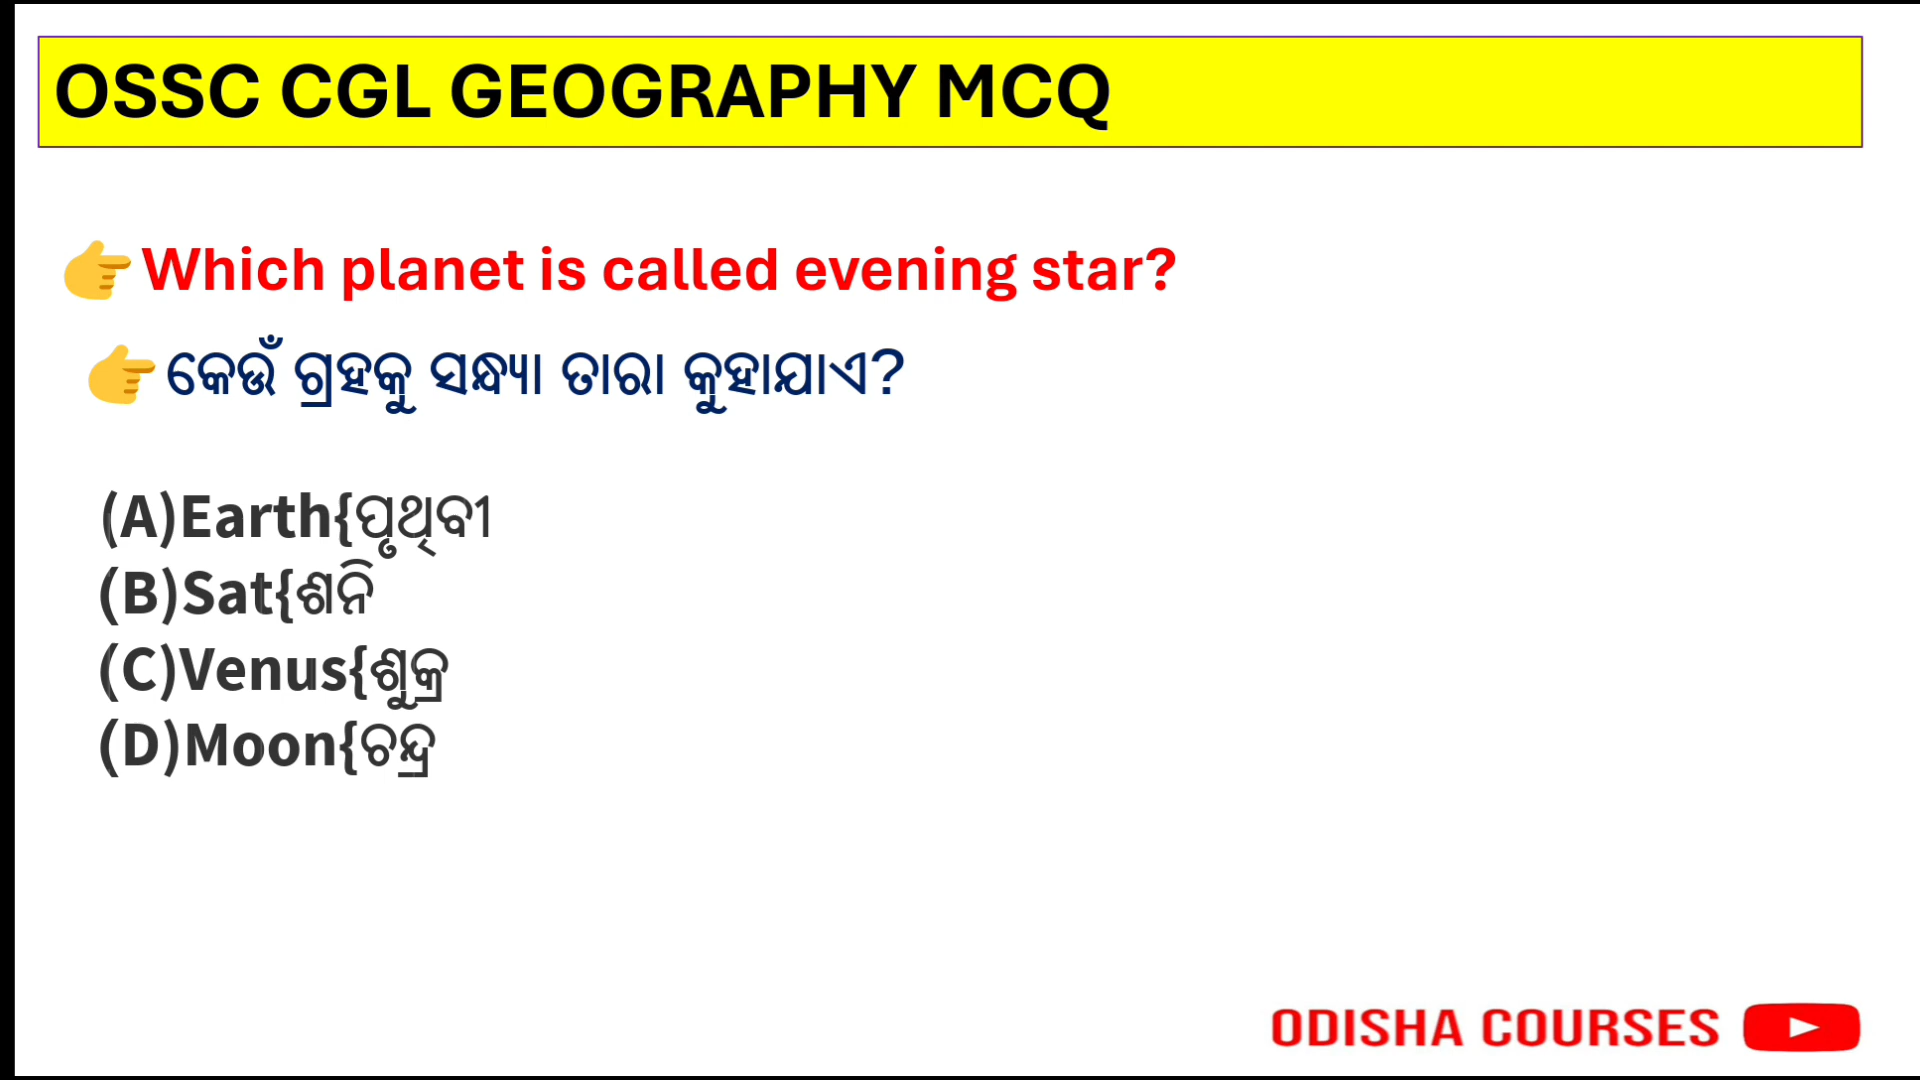 OSSC CGL GEOGRAPHY MCQ
👉Which planet is called evening star?
👉କେଉଁ ଗ୍ରହକୁ ସନ୍ଧ୍ୟା ତାରା କୁହାଯାଏ?
(A)Earth{ପୃଥିବୀ
(B)Sat{ଶନି
(C)Venus{ଶୁକ୍ର
(D)Moon{ଚନ୍ଦ୍ର
ODISHA COURSES